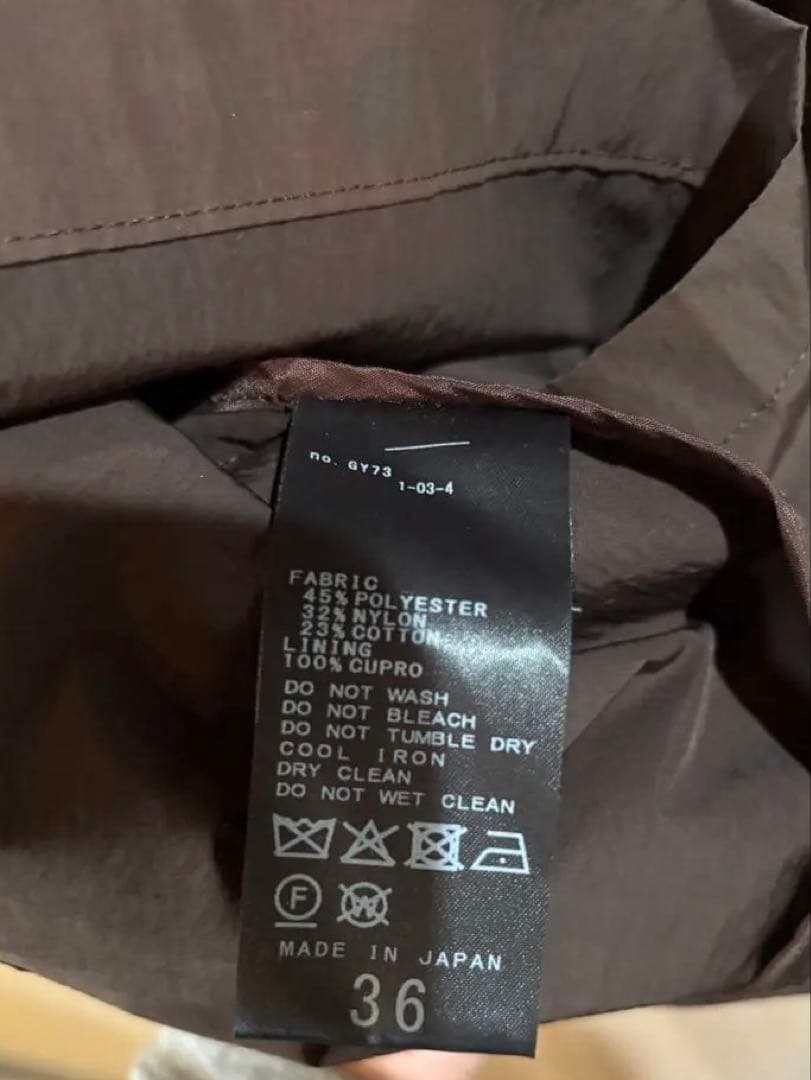 no. GY73
1-03-4
FABRIC
45% POLYESTER
32% NYLON
23% COTTON
LINING
100% CUPRO
DO NOT WASH
DO NOT BLEACH
DO NOT TUMBLE DRY
COOL IRON
DRY CLEAN
DO NOT WET CLEAN
F W
MADE IN JAPAN
36